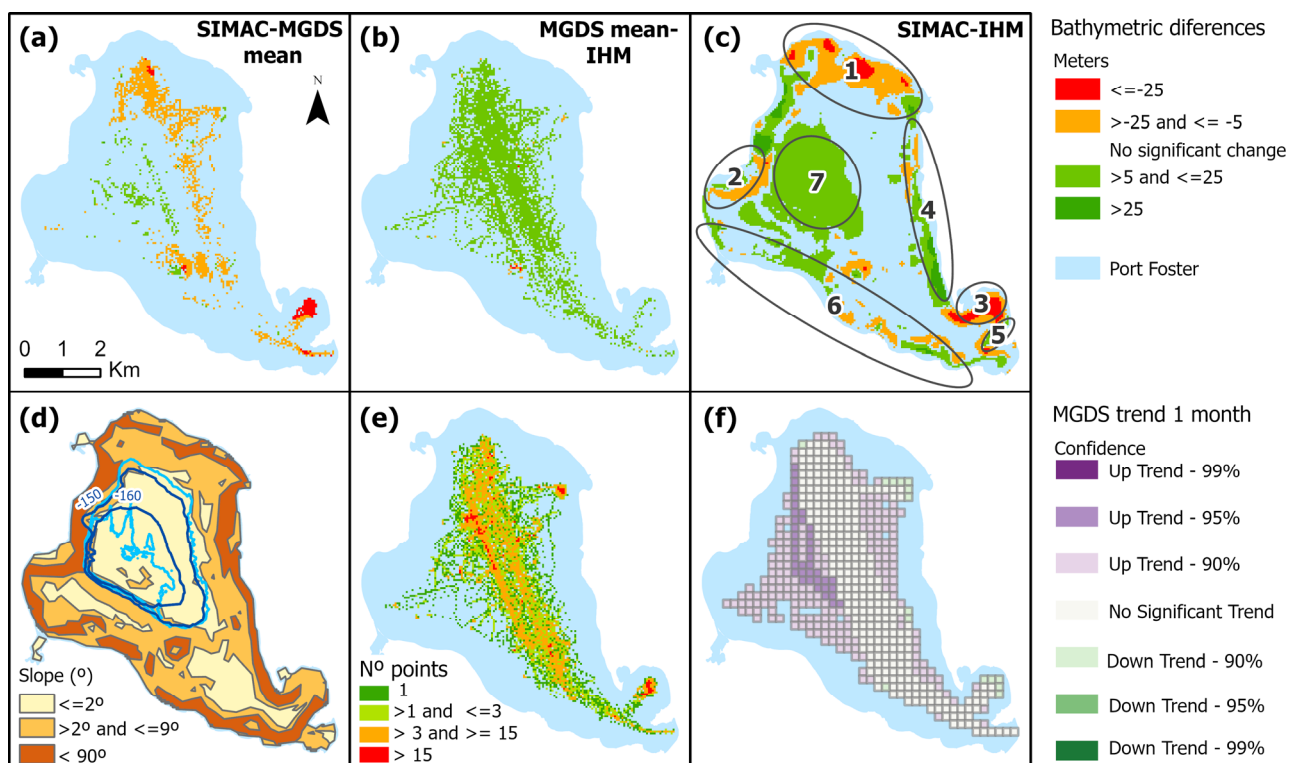 (a)
SIMAC-MGDS
mean
N
0 1 2
Km
(b)
MGDS mean-
IHM
(c)
SIMAC-IHM
1
2
7
4
6
3
5
Bathymetric diferences
Meters
<=-25
>-25 and <= -5
No significant change
>5 and <=25
>25
Port Foster
(d)
-150
-160
Slope (º)
<=2º
>2º and <=9º
< 90º
(e)
Nº points
1
>1 and <=3
> 3 and >= 15
> 15
(f)
MGDS trend 1 month
Confidence
Up Trend - 99%
Up Trend - 95%
Up Trend - 90%
No Significant Trend
Down Trend - 90%
Down Trend - 95%
Down Trend - 99%